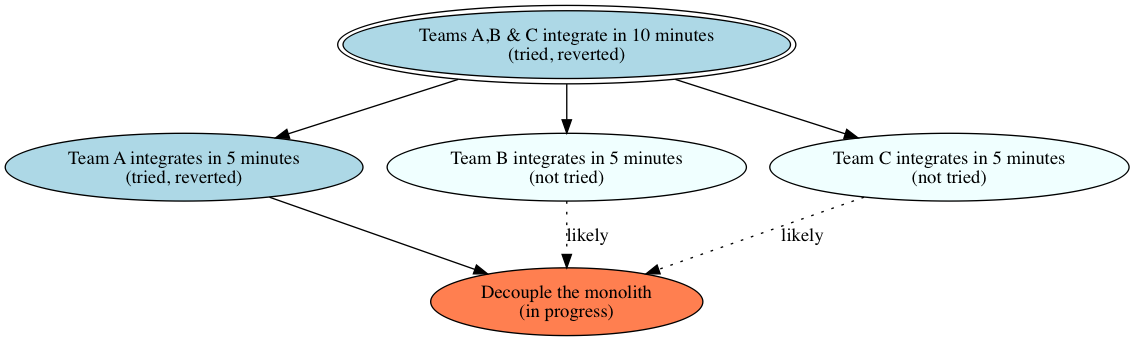 Teams A,B & C integrate in 10 minutes
(tried, reverted)
Team A integrates in 5 minutes
(tried, reverted)
Team B integrates in 5 minutes
(not tried)
Team C integrates in 5 minutes
(not tried)
likely
likely
Decouple the monolith
(in progress)